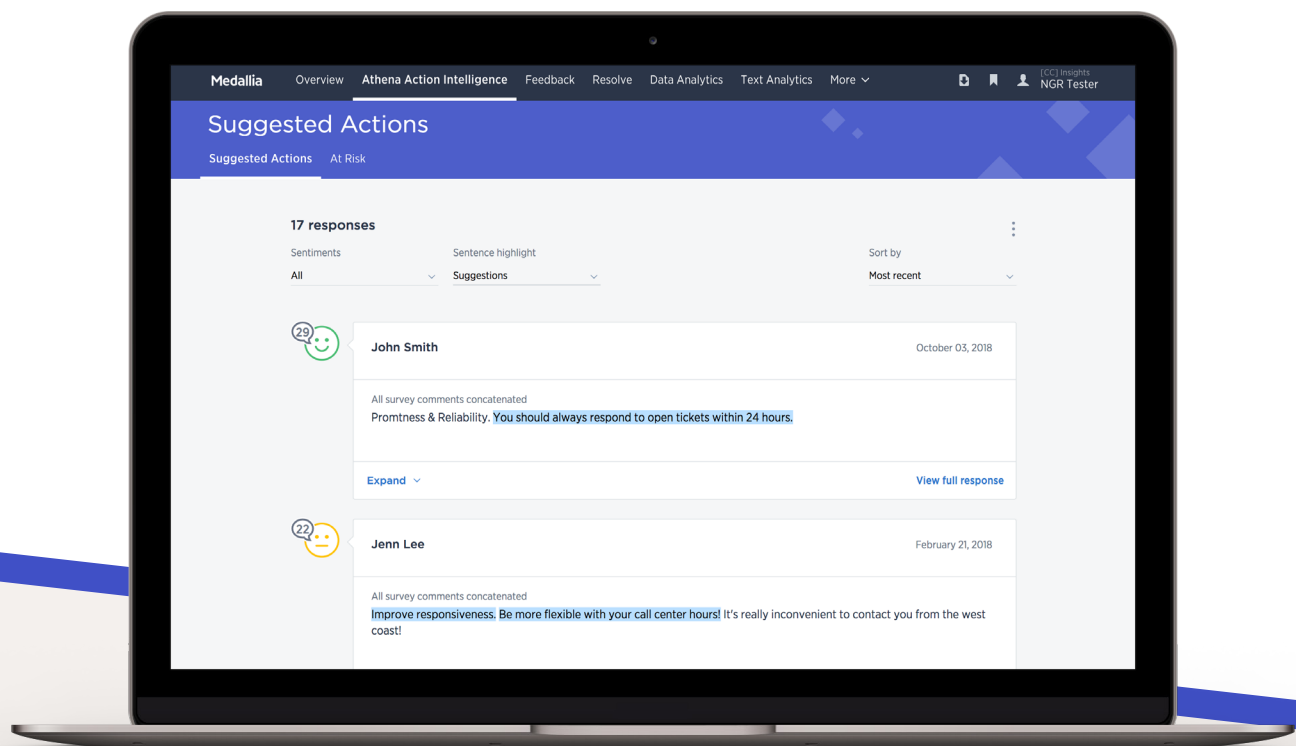 Medallia Overview Athena Action Intelligence Feedback Resolve Data Analytics Text Analytics More [CC] Insights
NGR Tester
Suggested Actions
Suggested Actions At Risk
17 responses
Sentiments Sentence highlight Sort by
All Suggestions Most recent
29
John Smith October 03, 2018
All survey comments concatenated
Promtness & Reliability. You should always respond to open tickets within 24 hours.
Expand View full response
22
Jenn Lee February 21, 2018
All survey comments concatenated
Improve responsiveness. Be more flexible with your call center hours! It's really inconvenient to contact you from the west
coast!